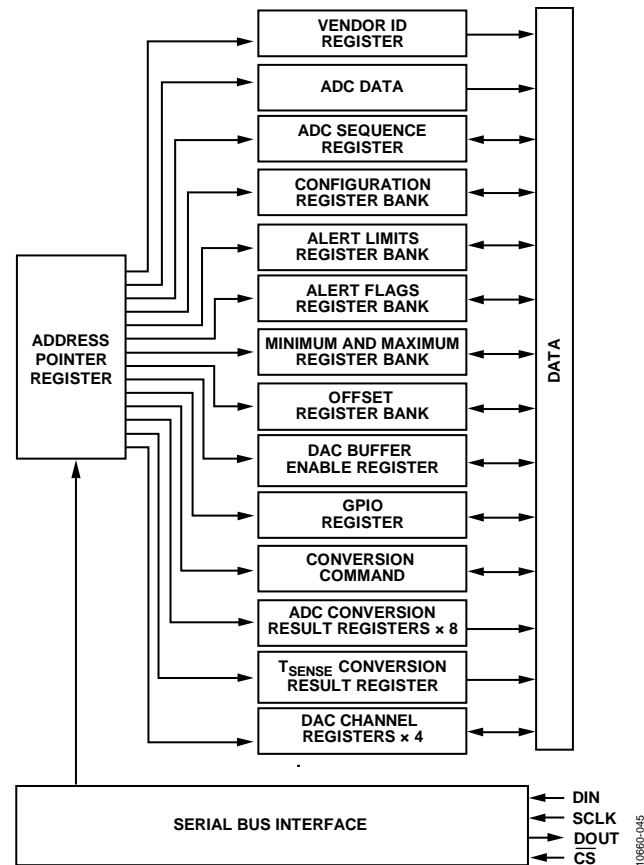 VENDOR ID
REGISTER
ADC DATA
ADC SEQUENCE
REGISTER
CONFIGURATION
REGISTER BANK
ALERT LIMITS
REGISTER BANK
ALERT FLAGS
REGISTER BANK
MINIMUM AND MAXIMUM
REGISTER BANK
OFFSET
REGISTER BANK
DAC BUFFER
ENABLE REGISTER
GPIO
REGISTER
CONVERSION
COMMAND
ADC CONVERSION
RESULT REGISTERS × 8
TSENSE CONVERSION
RESULT REGISTER
DAC CHANNEL
REGISTERS × 4
ADDRESS
POINTER
REGISTER
DATA
SERIAL BUS INTERFACE
DIN
SCLK
DOUT
CS